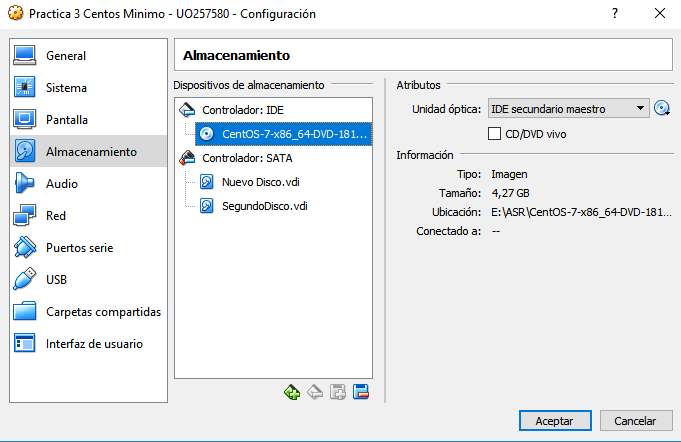 Practica 3 Centos Minimo - UO257580 - Configuración
General
Sistema
Pantalla
Almacenamiento
Audio
Red
Puertos serie
USB
Carpetas compartidas
Interfaz de usuario
Almacenamiento
Dispositivos de almacenamiento
Controlador: IDE
CentOS-7-x86_64-DVD-181...
Controlador: SATA
Nuevo Disco.vdi
SegundoDisco.vdi
Atributos
Unidad óptica: IDE secundario maestro
CD/DVD vivo
Información
Tipo: Imagen
Tamaño: 4,27 GB
Ubicación: E:\ASR\CentOS-7-x86_64-DVD-181...
Conectado a: --
Aceptar Cancelar